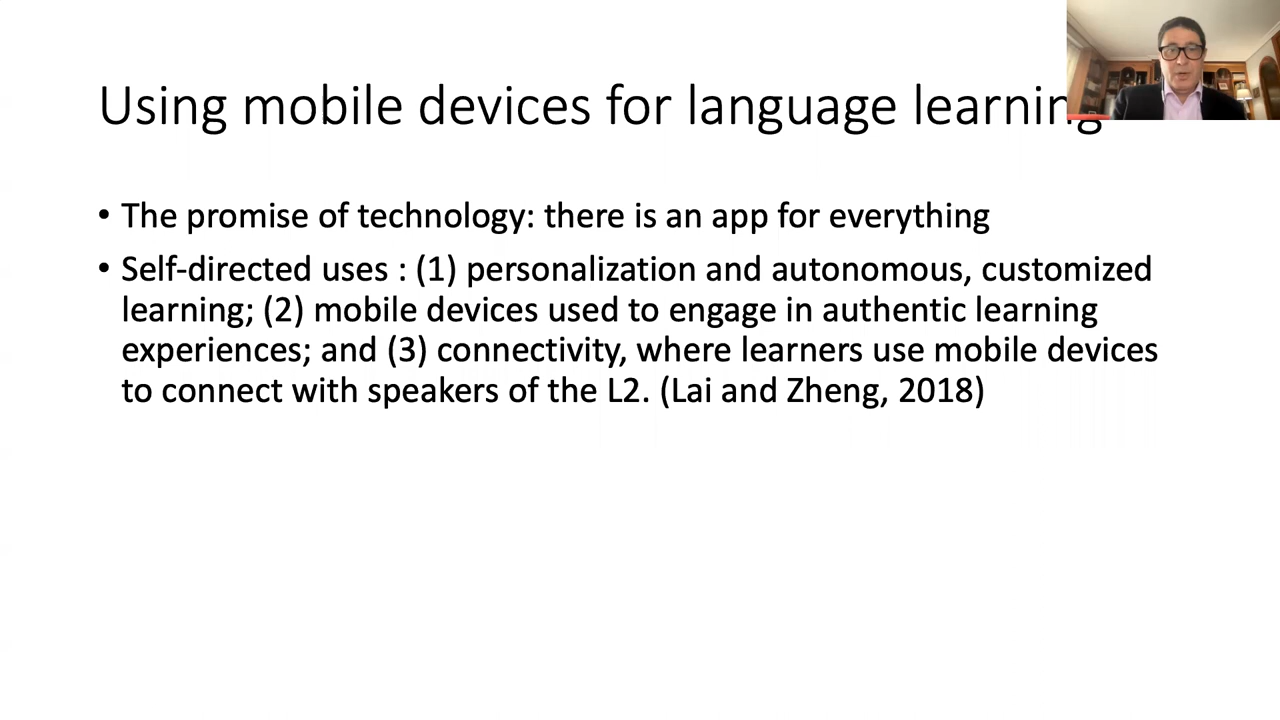 Using mobile devices for language learning
• The promise of technology: there is an app for everything
• Self-directed uses : (1) personalization and autonomous, customized
learning; (2) mobile devices used to engage in authentic learning
experiences; and (3) connectivity, where learners use mobile devices
to connect with speakers of the L2. (Lai and Zheng, 2018)